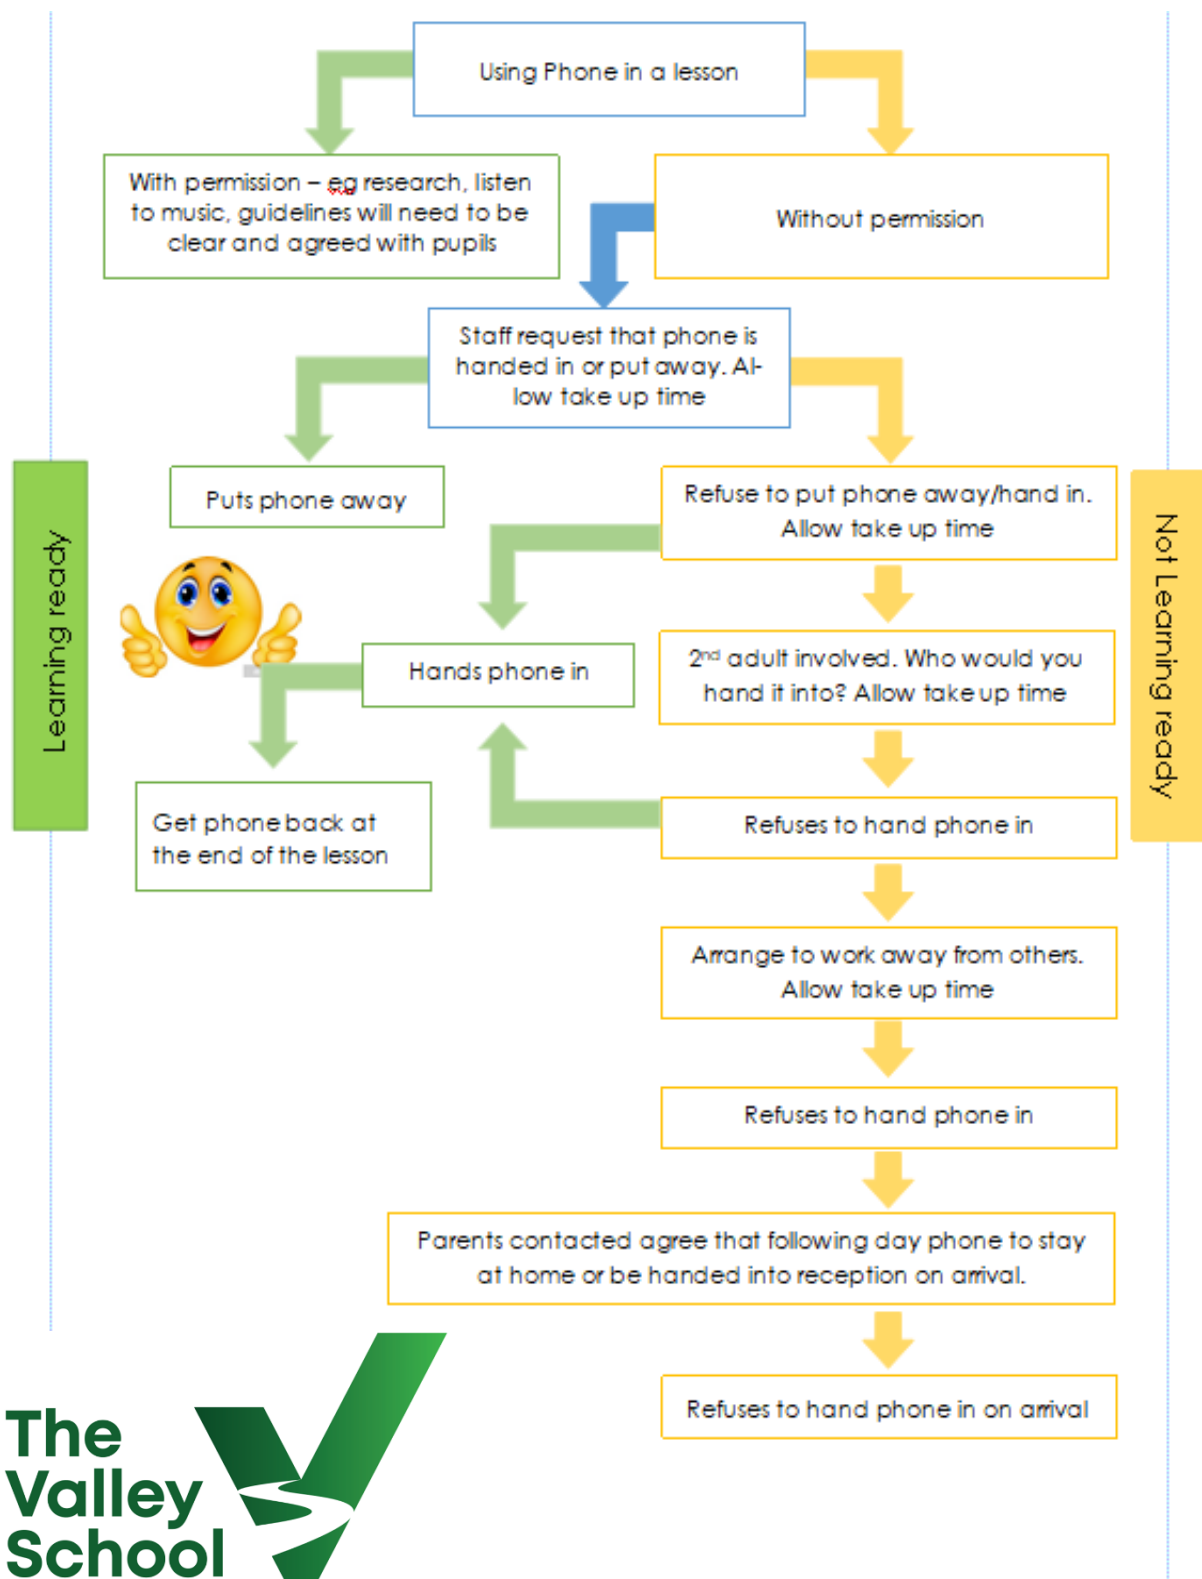 Using Phone in a lesson
With permission – eg research, listen
to music, guidelines will need to be
clear and agreed with pupils
Without permission
Staff request that phone is
handed in or put away. Al-
low take up time
Puts phone away
Refuse to put phone away/hand in.
Allow take up time
Learning ready
Not Learning ready
Hands phone in
2nd adult involved. Who would you
hand it into? Allow take up time
Get phone back at
the end of the lesson
Refuses to hand phone in
Arrange to work away from others.
Allow take up time
Refuses to hand phone in
Parents contacted agree that following day phone to stay
at home or be handed into reception on arrival.
Refuses to hand phone in on arrival
The
Valley
School